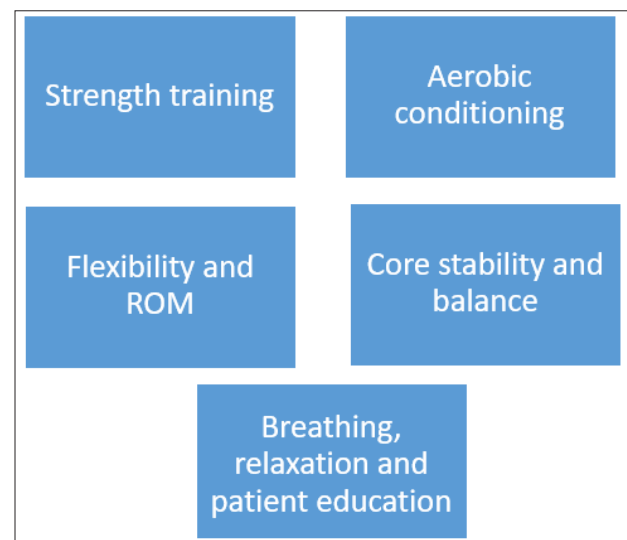 Strength training
Aerobic
conditioning
Flexibility and
ROM
Core stability and
balance
Breathing,
relaxation and
patient education